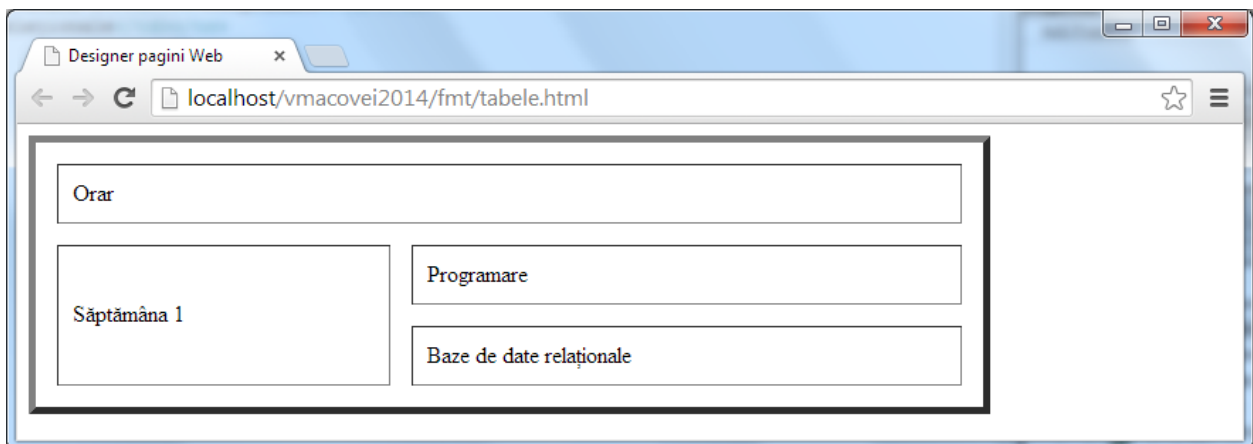 Designer pagini Web
localhost/vmacovei2014/fmt/tabele.html
Orar
Săptămâna 1
Programare
Baze de date relaționale